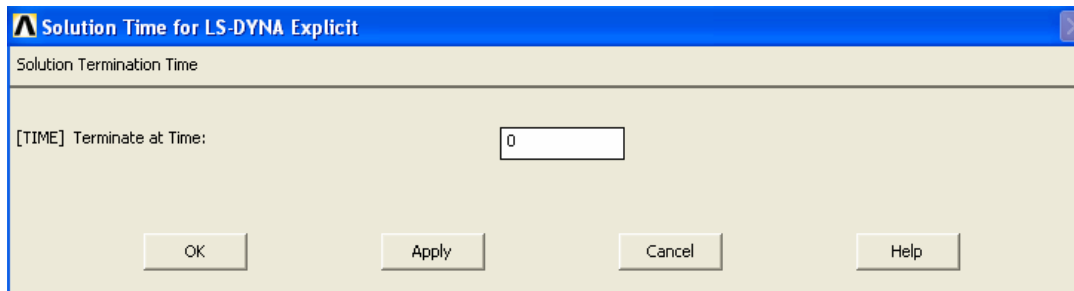 Solution Time for LS-DYNA Explicit
Solution Termination Time
[TIME] Terminate at Time: 0
OK Apply Cancel Help